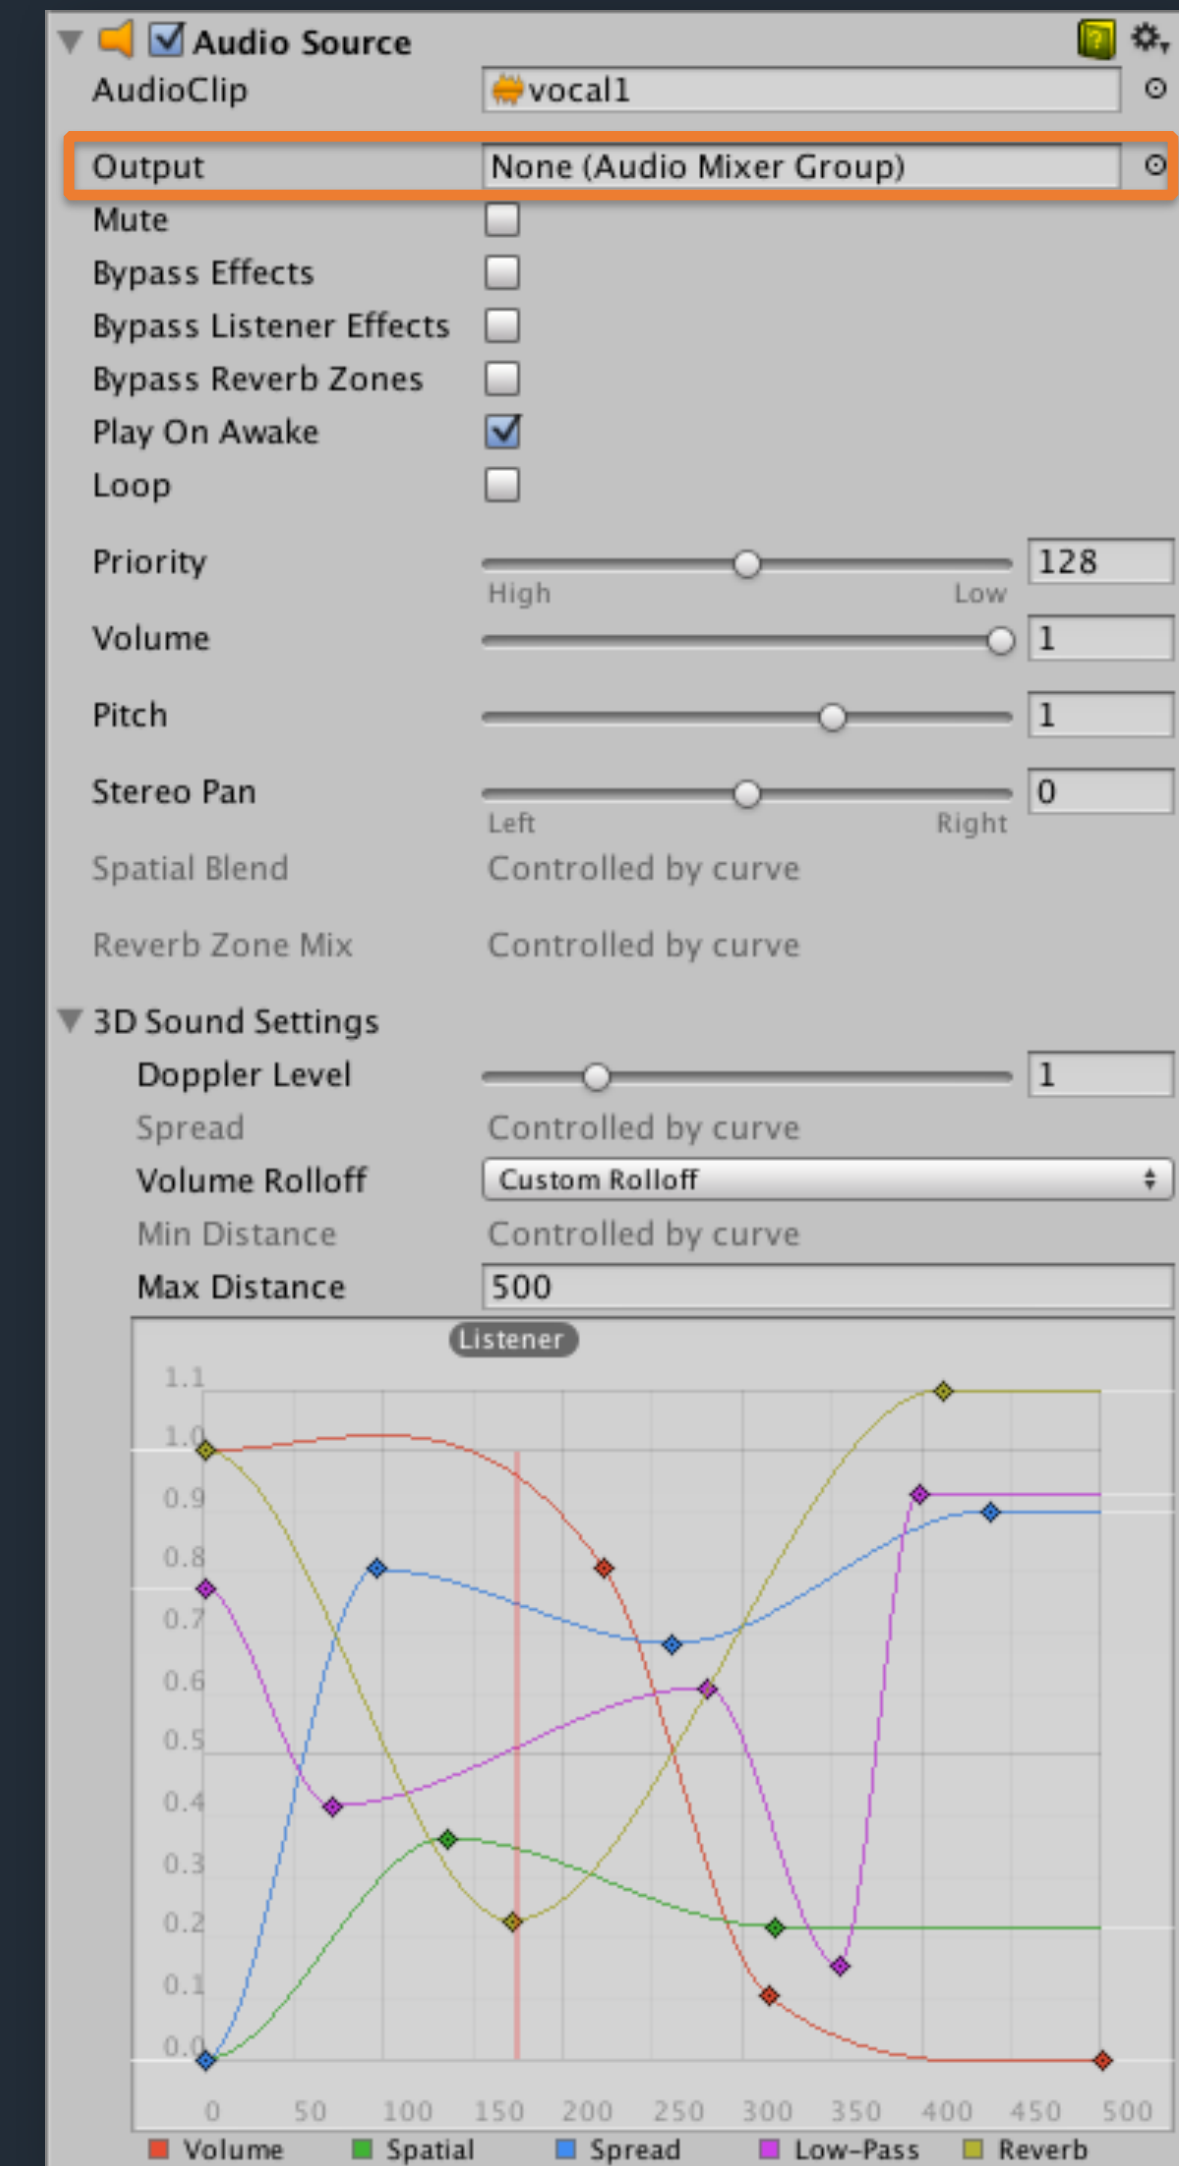 Audio Source
AudioClip vocal1
Output None (Audio Mixer Group)
Mute
Bypass Effects
Bypass Listener Effects
Bypass Reverb Zones
Play On Awake
Loop
Priority 128
High Low
Volume 1
Pitch 1
Stereo Pan 0
Left Right
Spatial Blend Controlled by curve
Reverb Zone Mix Controlled by curve
3D Sound Settings
Doppler Level 1
Spread Controlled by curve
Volume Rolloff Custom Rolloff
Min Distance Controlled by curve
Max Distance 500
Listener
1.1
1.0
0.9
0.8
0.7
0.6
0.5
0.4
0.3
0.2
0.1
0.0
0 50 100 150 200 250 300 350 400 450 500
Volume Spatial Spread Low-Pass Reverb